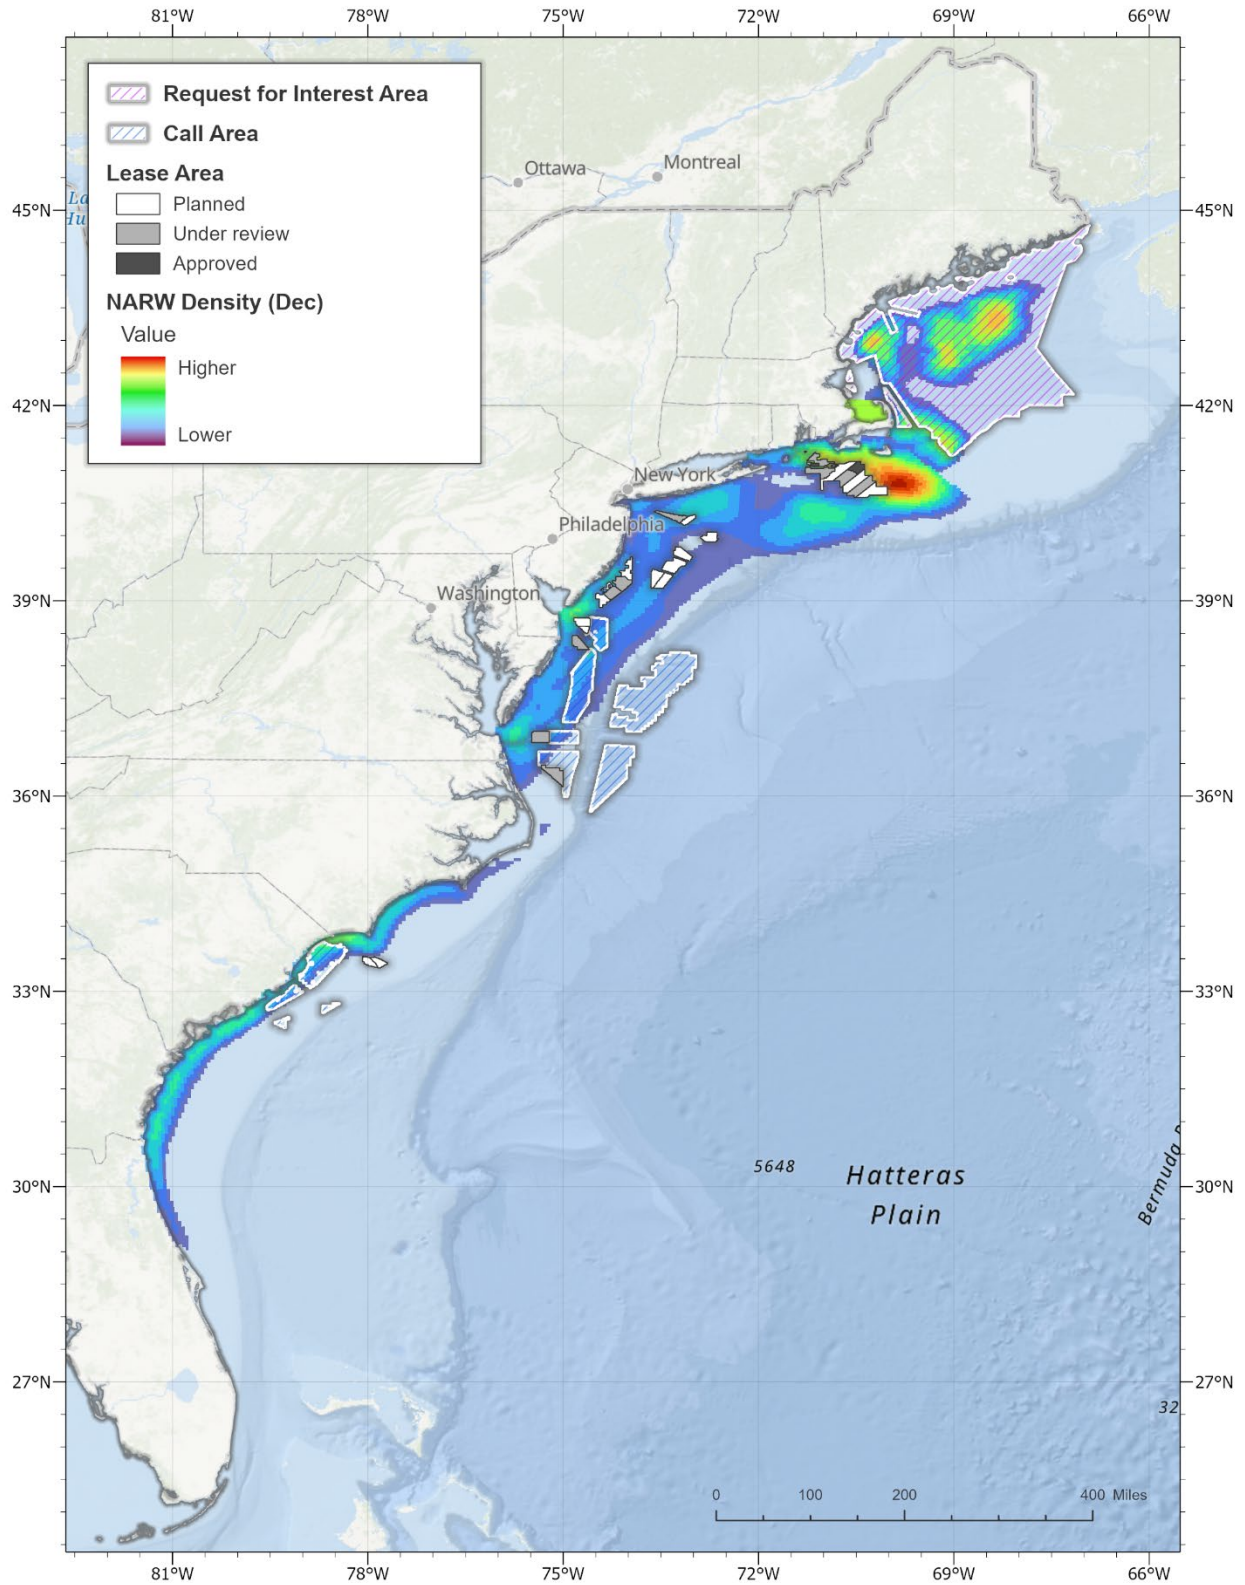 81°W 78°W 75°W 72°W 69°W 66°W
Request for Interest Area
Call Area
Lease Area
Planned
Under review
Approved
NARW Density (Dec)
Value
Higher
Lower
Ottawa
Montreal
45°N 45°N
42°N 42°N
New York
Philadelphia
39°N 39°N
Washington
36°N 36°N
33°N 33°N
5648
Hatteras
Plain
Bermuda
30°N 30°N
27°N 27°N
32
0 100 200 400 Miles
81°W 78°W 75°W 72°W 69°W 66°W